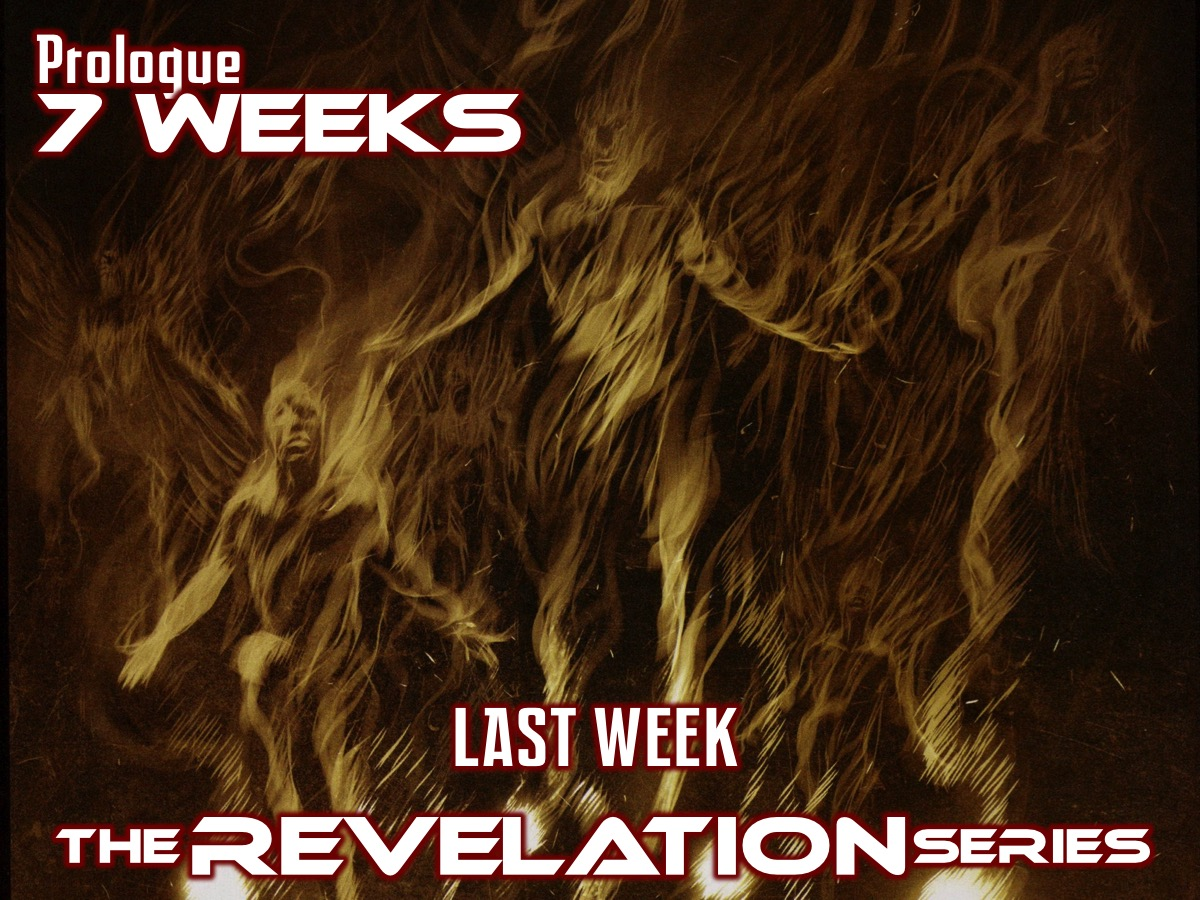 Prologue
7 WEEKS
LAST WEEK
THE REVELATION SERIES